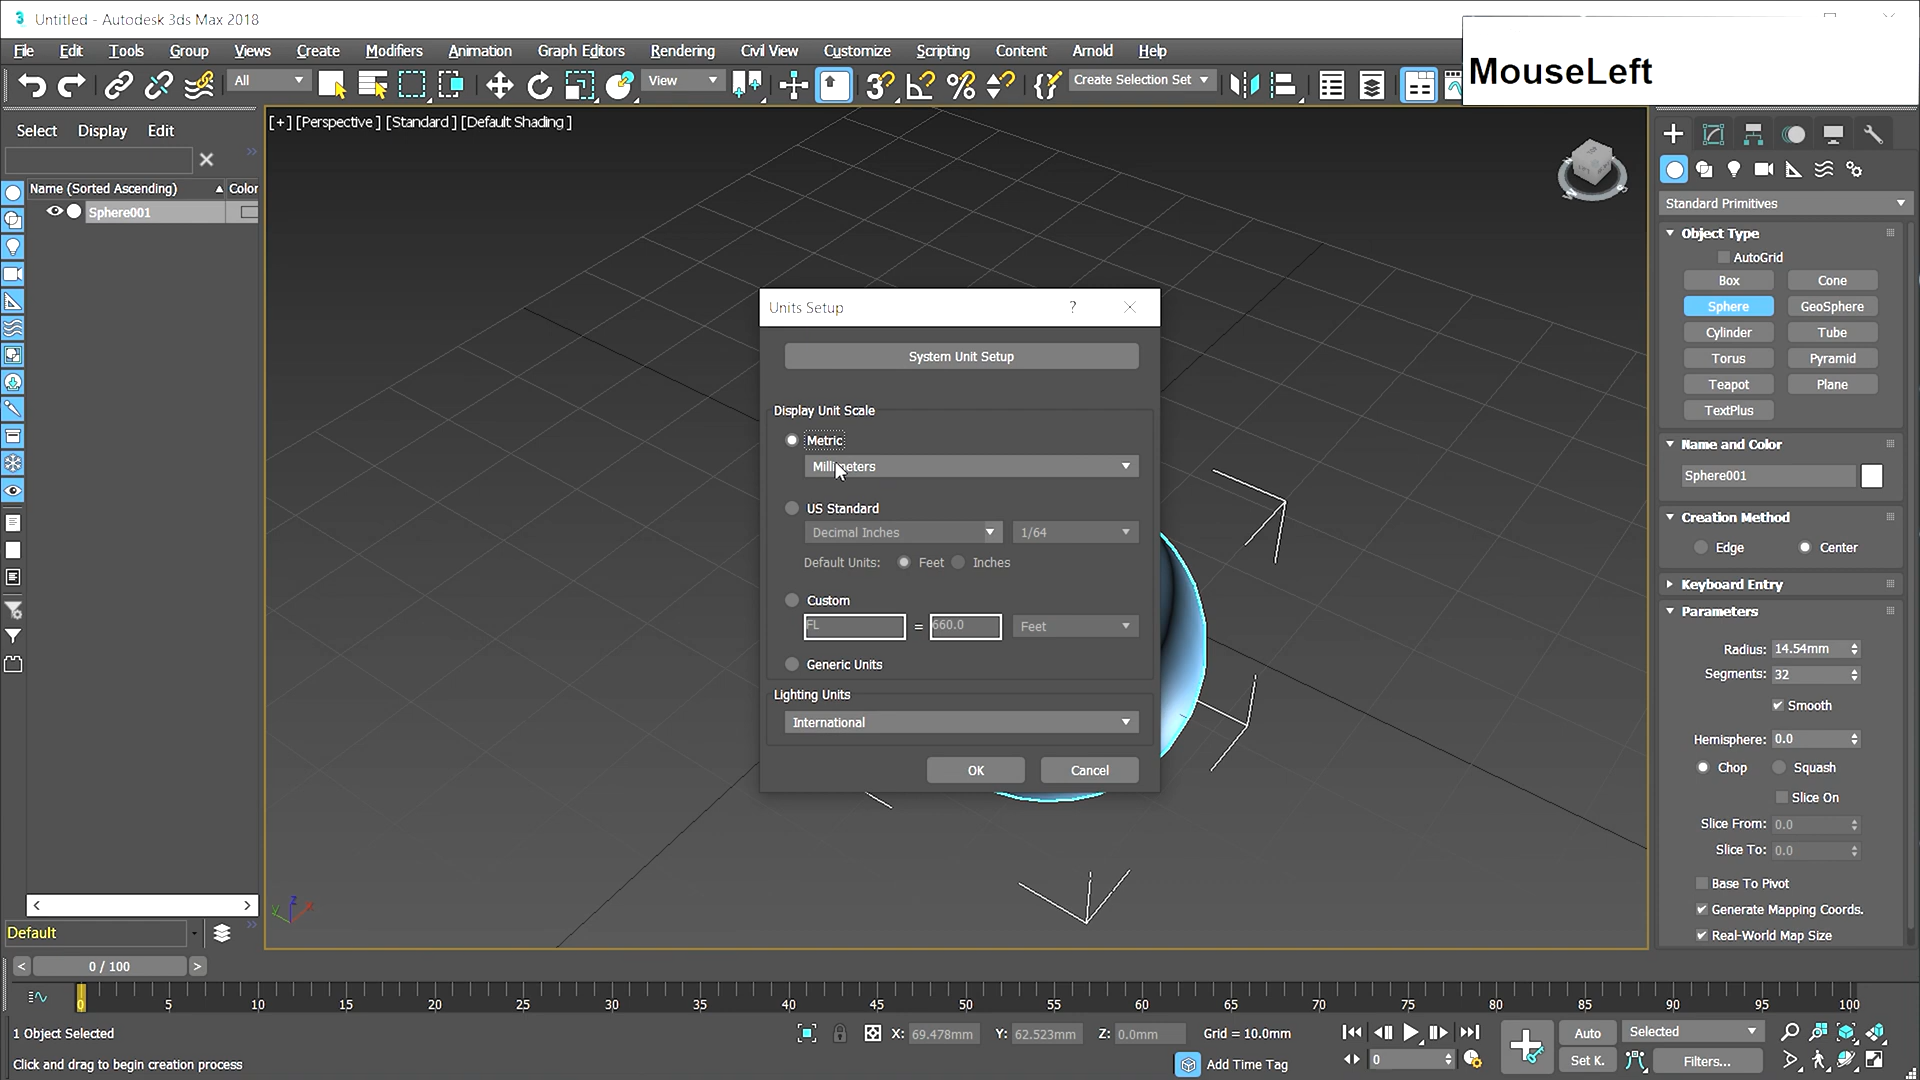 Untitled - Autodesk 3ds Max 2018
MouseLeft
File Edit Tools Group Views Create Modifiers Animation Graph Editors Rendering Civil View Customize Scripting Content Arnold Help
All View Create Selection Set
Select Display Edit
[+] [Perspective ] [Standard ] [Default Shading ]
Name (Sorted Ascending) Color
Sphere001
Units Setup ?
System Unit Setup
Display Unit Scale
Metric
Millimeters
US Standard
Decimal Inches 1/64
Default Units: Feet Inches
Custom
FL = 660.0 Feet
Generic Units
Lighting Units
International
OK Cancel
Standard Primitives
Object Type
AutoGrid
Box Cone
Sphere GeoSphere
Cylinder Tube
Torus Pyramid
Teapot Plane
TextPlus
Name and Color
Sphere001
Creation Method
Edge Center
Keyboard Entry
Parameters
Radius: 14.54mm
Segments: 32
Smooth
Hemisphere: 0.0
Chop Squash
Slice On
Slice From: 0.0
Slice To: 0.0
Base To Pivot
Generate Mapping Coords.
Real-World Map Size
z
y x
Default
< 0 / 100 >
0 5 10 15 20 25 30 35 40 45 50 55 60 65 70 75 80 85 90 95 100
1 Object Selected X: 69.478mm Y: 62.523mm Z: 0.0mm Grid = 10.0mm Auto Selected
Click and drag to begin creation process Add Time Tag 0 Set K. Filters...